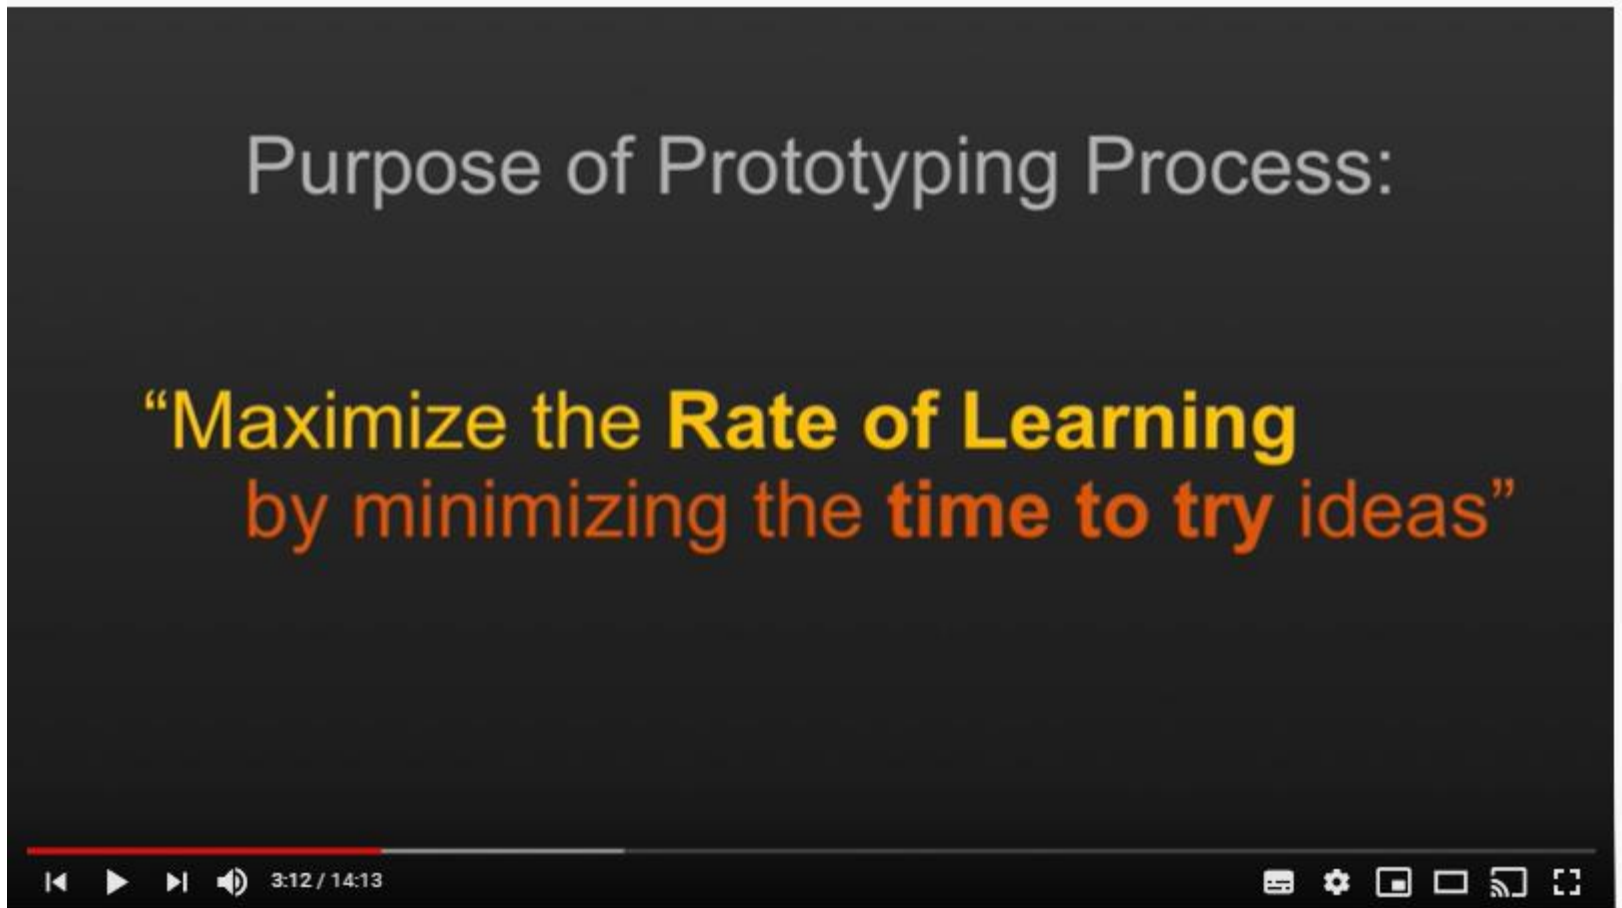 Purpose of Prototyping Process:
“Maximize the Rate of Learning
by minimizing the time to try ideas”
3:12 / 14:13